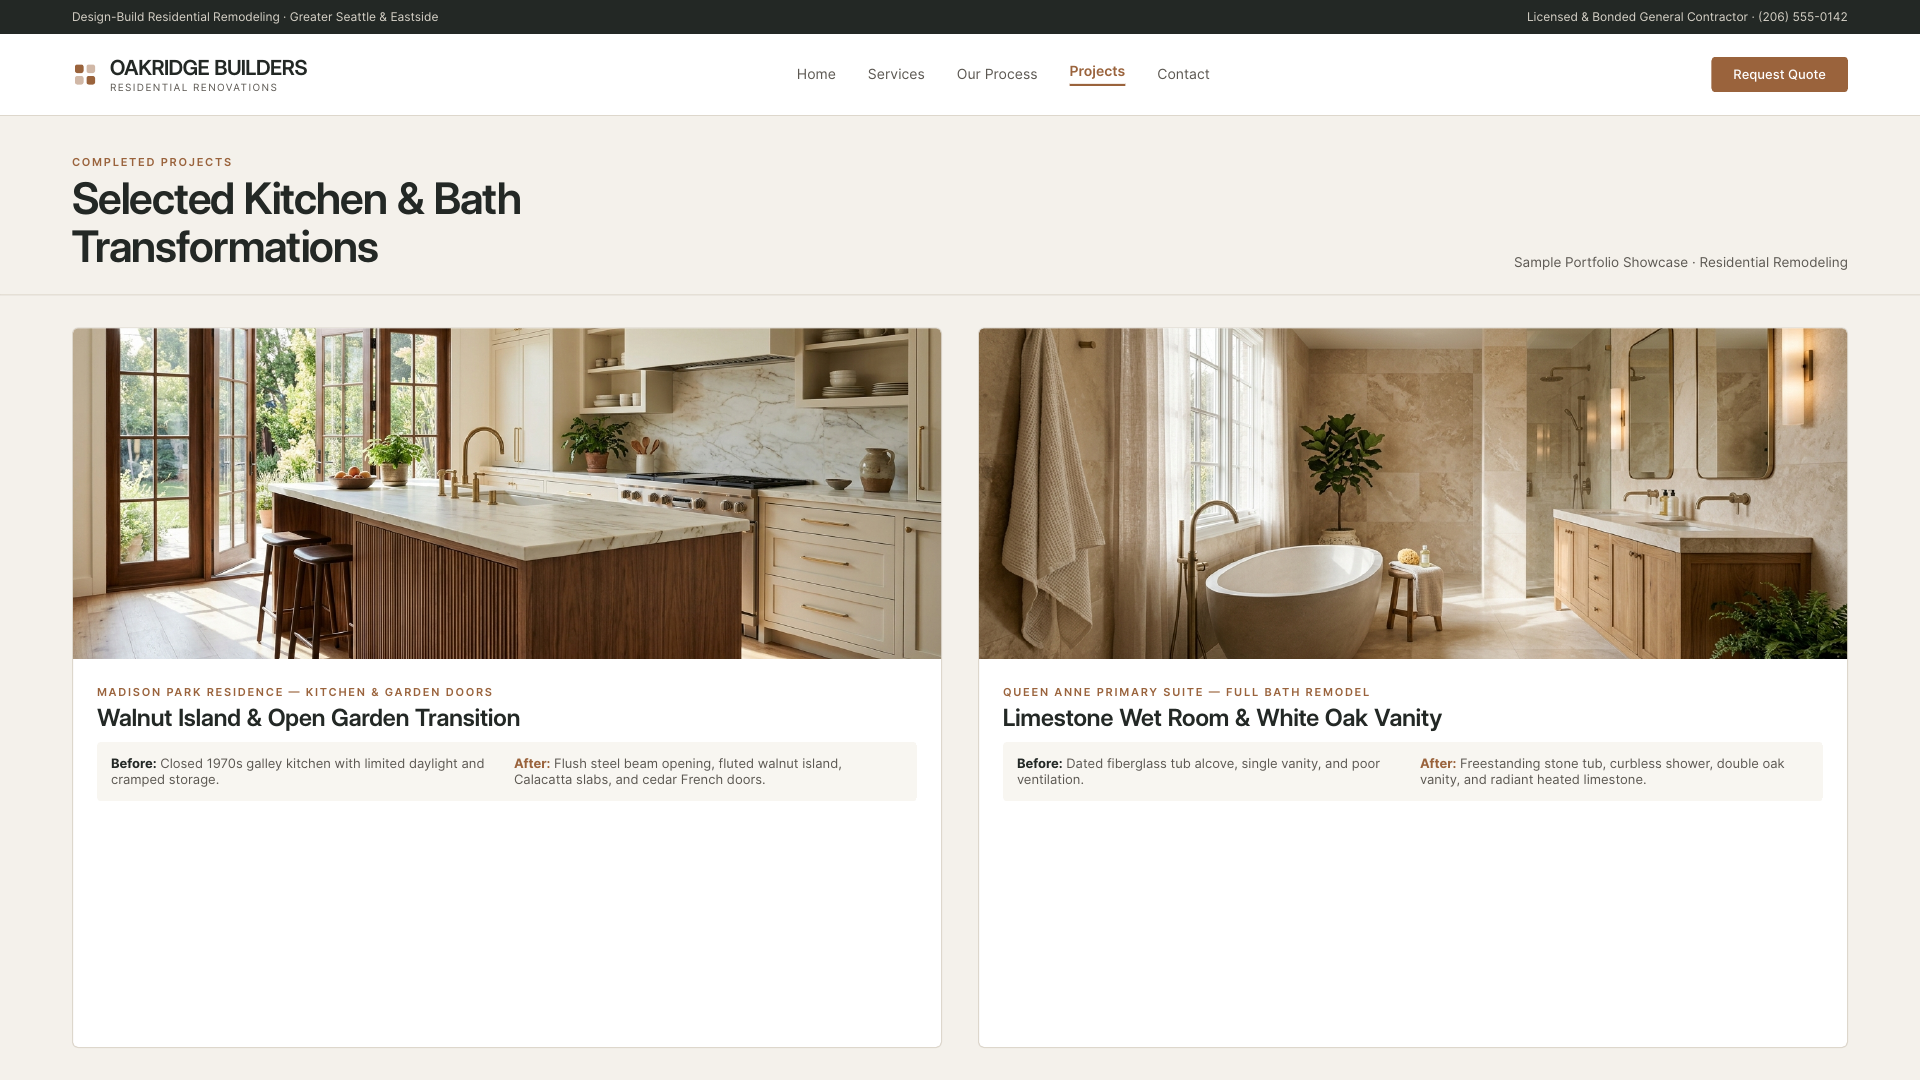 Design-Build Residential Remodeling · Greater Seattle & Eastside
Licensed & Bonded General Contractor · (206) 555-0142
OAKRIDGE BUILDERS
RESIDENTIAL RENOVATIONS
Home
Services
Our Process
Projects
Contact
Request Quote
COMPLETED PROJECTS
Selected Kitchen & Bath
Transformations
Sample Portfolio Showcase · Residential Remodeling
MADISON PARK RESIDENCE — KITCHEN & GARDEN DOORS
Walnut Island & Open Garden Transition
Before: Closed 1970s galley kitchen with limited daylight and
cramped storage.
After: Flush steel beam opening, fluted walnut island,
Calacatta slabs, and cedar French doors.
QUEEN ANNE PRIMARY SUITE — FULL BATH REMODEL
Limestone Wet Room & White Oak Vanity
Before: Dated fiberglass tub alcove, single vanity, and poor
ventilation.
After: Freestanding stone tub, curbless shower, double oak
vanity, and radiant heated limestone.